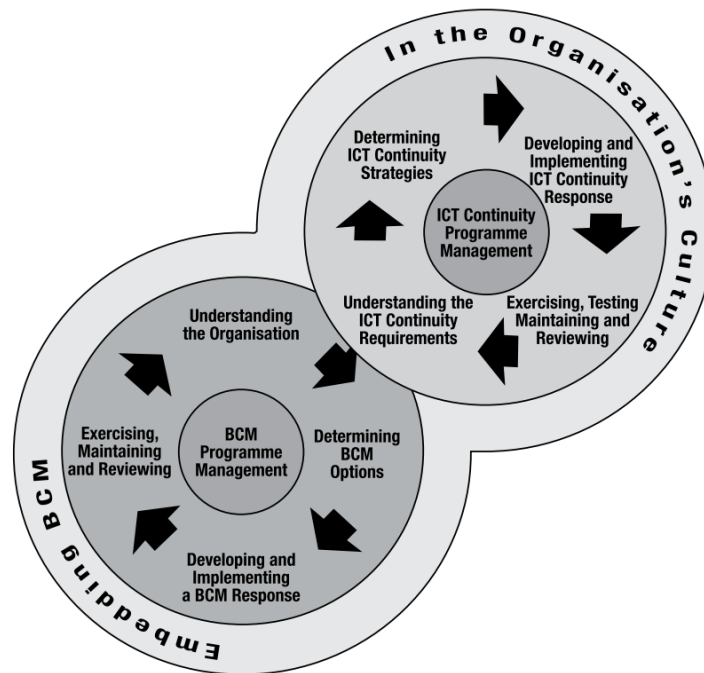 In the Organisation's Culture
Determining
ICT Continuity
Strategies
Developing and
Implementing
ICT Continuity
Response
ICT Continuity
Programme
Management
Understanding the
ICT Continuity
Requirements
Exercising, Testing
Maintaining and
Reviewing
Understanding
the Organisation
Exercising,
Maintaining
and Reviewing
BCM
Programme
Management
Determining
BCM
Options
Developing and
Implementing
a BCM Response
Embedding BCM